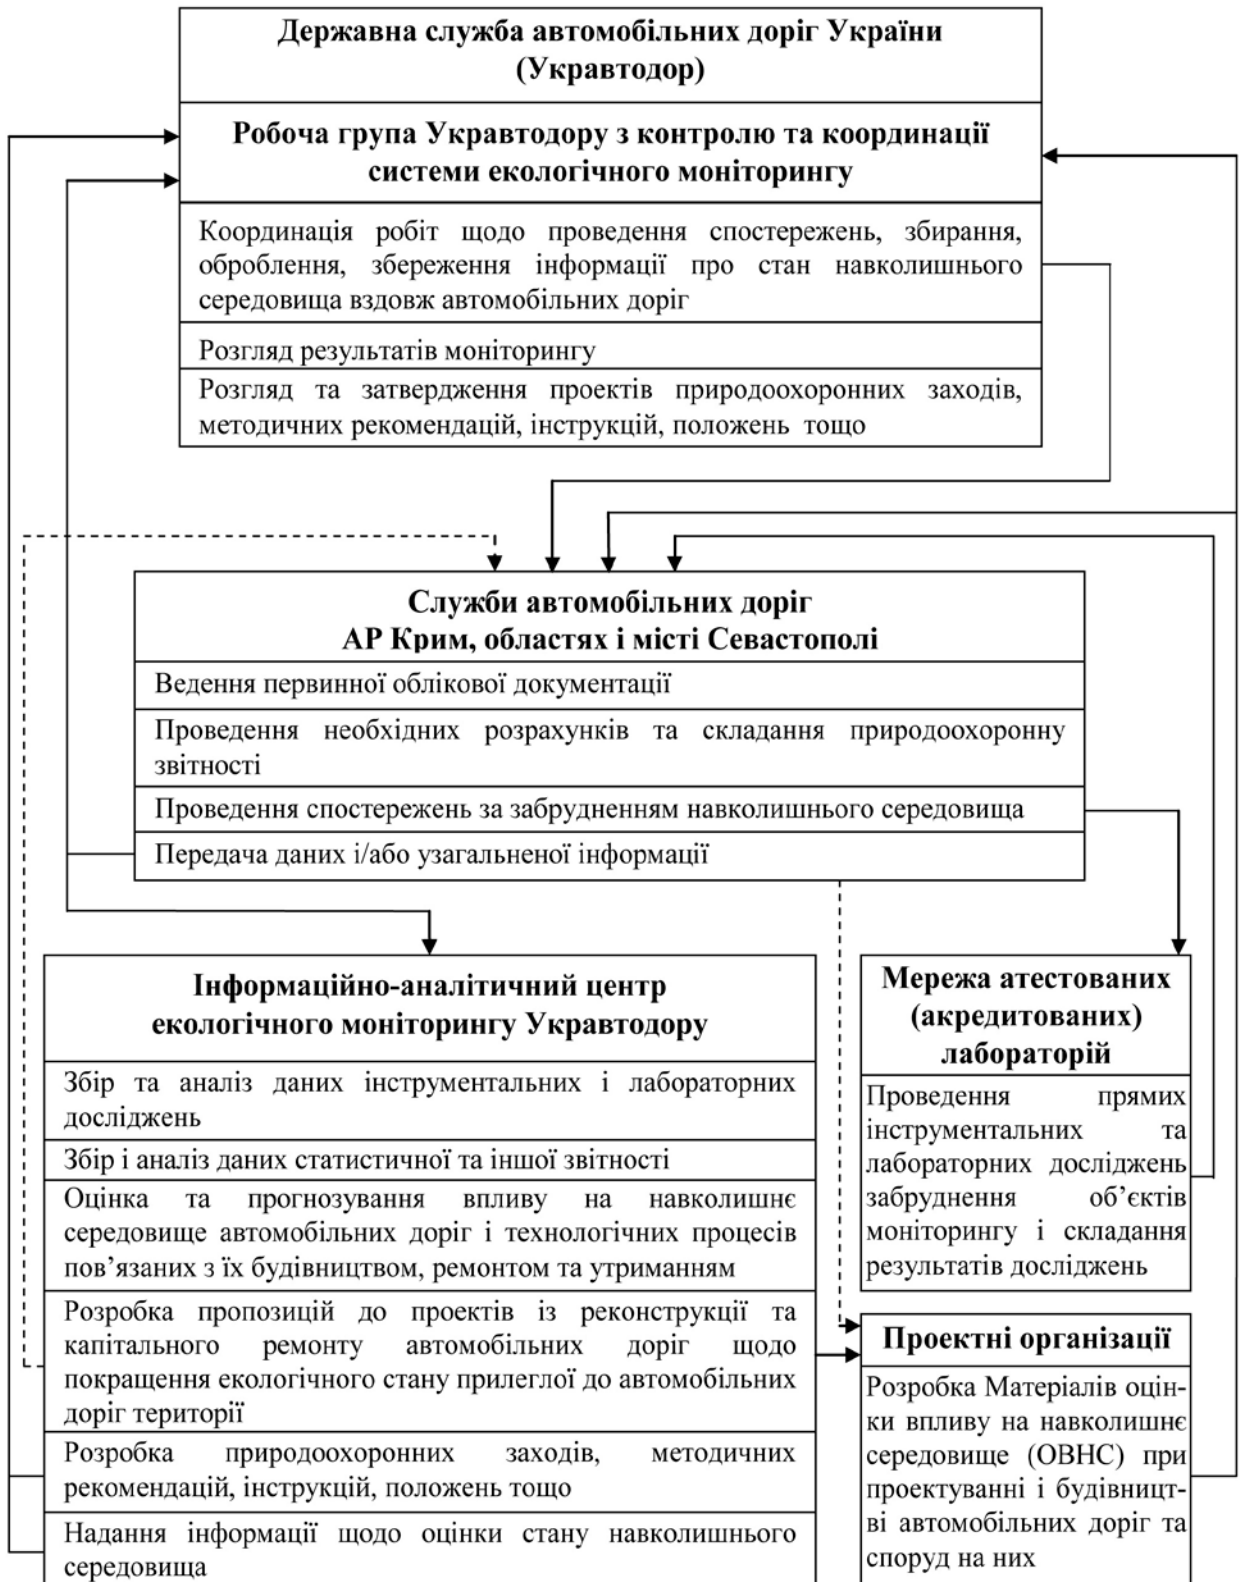 Державна служба автомобільних доріг України
(Укравтодор)
Робоча група Укравтодору з контролю та координації
системи екологічного моніторингу
Координація робіт щодо проведення спостережень, збирання,
оброблення, збереження інформації про стан навколишнього
середовища вздовж автомобільних доріг
Розгляд результатів моніторингу
Розгляд та затвердження проектів природоохоронних заходів,
методичних рекомендацій, інструкцій, положень тощо
Служби автомобільних доріг
АР Крим, областях і місті Севастополі
Ведення первинної облікової документації
Проведення необхідних розрахунків та складання природоохоронну
звітності
Проведення спостережень за забрудненням навколишнього середовища
Передача даних і/або узагальненої інформації
Інформаційно-аналітичний центр
екологічного моніторингу Укравтодору
Збір та аналіз даних інструментальних і лабораторних
досліджень
Збір і аналіз даних статистичної та іншої звітності
Оцінка та прогнозування впливу на навколишнє
середовище автомобільних доріг і технологічних процесів
пов’язаних з їх будівництвом, ремонтом та утриманням
Розробка пропозицій до проектів із реконструкції та
капітального ремонту автомобільних доріг щодо
покращення екологічного стану прилеглої до автомобільних
доріг території
Розробка природоохоронних заходів, методичних
рекомендацій, інструкцій, положень тощо
Надання інформації щодо оцінки стану навколишнього
середовища
Мережа атестованих
(акредитованих)
лабораторій
Проведення прямих
інструментальних та
лабораторних досліджень
забруднення об’єктів
моніторингу і складання
результатів досліджень
Проектні організації
Розробка Матеріалів оцін-
ки впливу на навколишнє
середовище (ОВНС) при
проектуванні і будівницт-
ві автомобільних доріг та
споруд на них